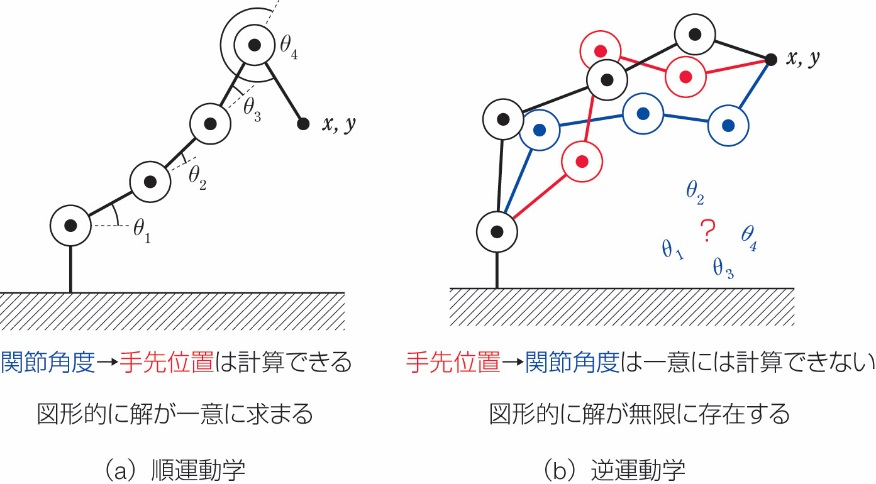 θ4
θ3
x, y
θ2
θ1
関節角度→手先位置は計算できる
図形的に解が一意に求まる
(a) 順運動学
x, y
θ2
?
θ1
θ4
θ3
手先位置→関節角度は一意には計算できない
図形的に解が無限に存在する
(b) 逆運動学